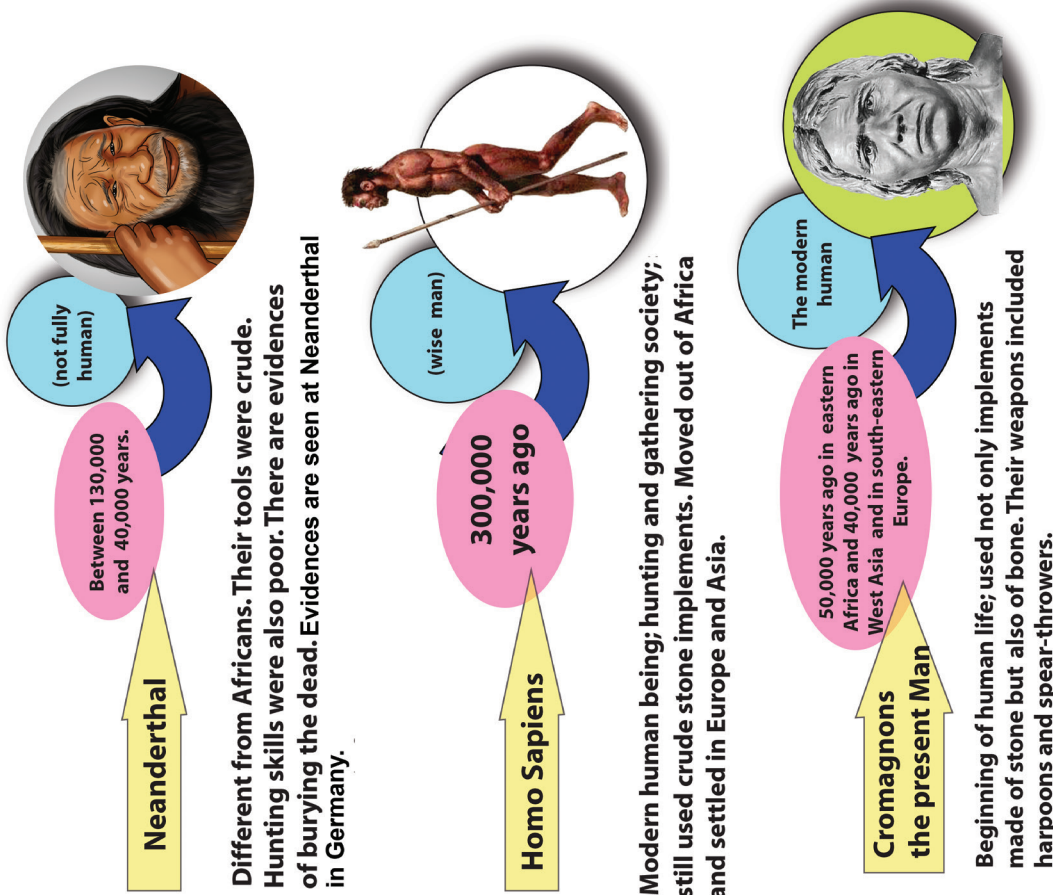 Neanderthal
Between 130,000
and 40,000 years.
(not fully
human)
Different from Africans. Their tools were crude.
Hunting skills were also poor. There are evidences
of burying the dead. Evidences are seen at Neanderthal
in Germany.
Homo Sapiens
300,000
years ago
(wise man)
Modern human being; hunting and gathering society;
still used crude stone implements. Moved out of Africa
and settled in Europe and Asia.
Cromagnons
the present Man
50,000 years ago in eastern
Africa and 40,000 years ago in
West Asia and in south-eastern
Europe.
The modern
human
Beginning of human life; used not only implements
made of stone but also of bone. Their weapons included
harpoons and spear-throwers.